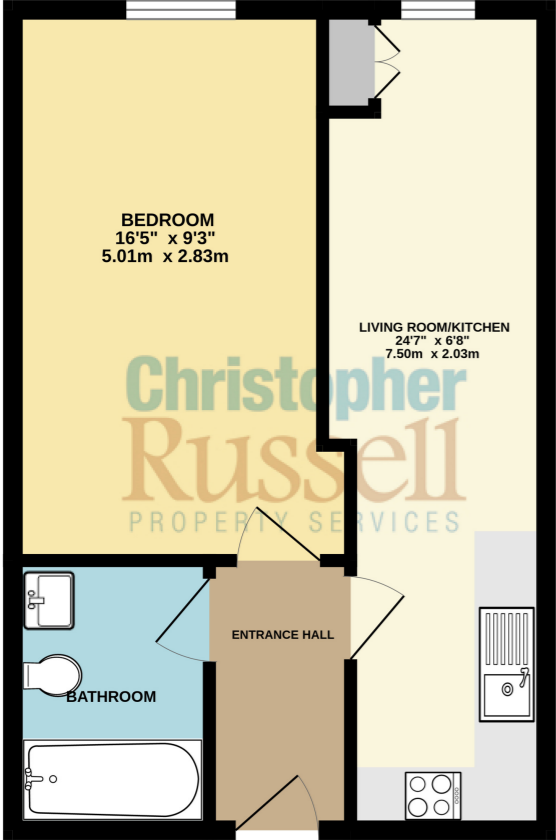 BEDROOM
16'5" x 9'3"
5.01m x 2.83m
LIVING ROOM/KITCHEN
24'7" x 6'8"
7.50m x 2.03m
Christopher
Russell
PROPERTY SERVICES
ENTRANCE HALL
BATHROOM